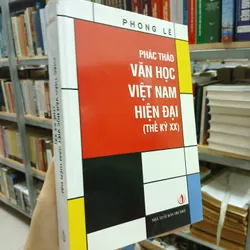 PHONG LÊ
PHÁC THẢO
VĂN HỌC
VIỆT NAM
HIỆN ĐẠI
(THẾ KỶ XX)